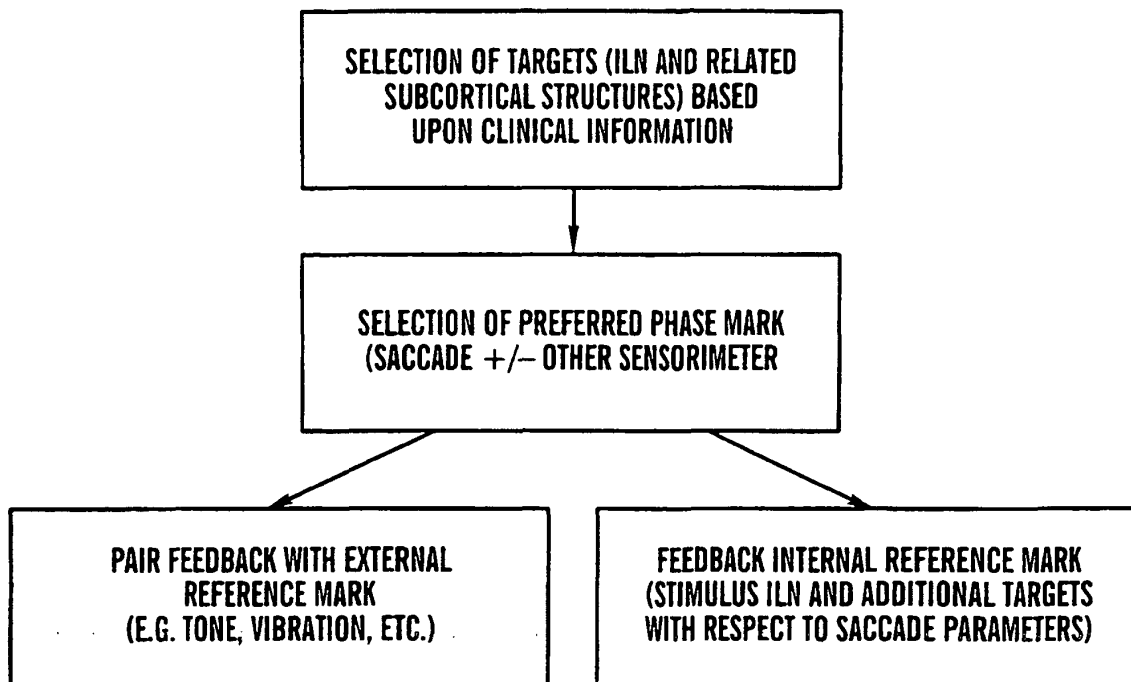 SELECTION OF TARGETS (ILN AND RELATED
SUBCORTICAL STRUCTURES) BASED
UPON CLINICAL INFORMATION
SELECTION OF PREFERRED PHASE MARK
(SACCADE +/− OTHER SENSORIMETER
PAIR FEEDBACK WITH EXTERNAL
REFERENCE MARK
(E.G. TONE, VIBRATION, ETC.)
FEEDBACK INTERNAL REFERENCE MARK
(STIMULUS ILN AND ADDITIONAL TARGETS
WITH RESPECT TO SACCADE PARAMETERS)